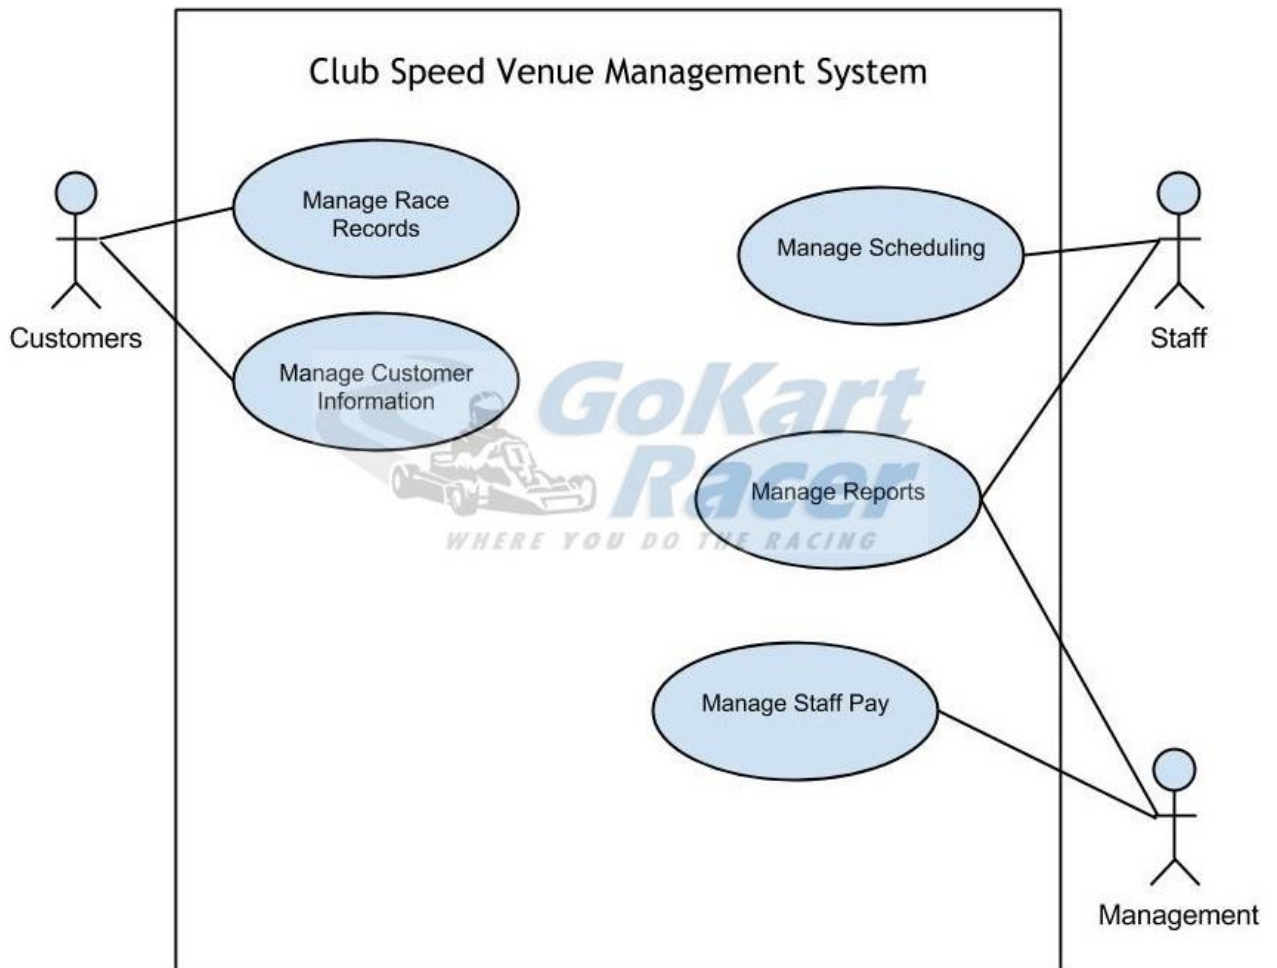 Club Speed Venue Management System
Manage Race
Records
Manage Scheduling
Customers
Staff
Manage Customer
Information
GoKart
Racer
Manage Reports
WHERE YOU DO THE RACING
Manage Staff Pay
Management